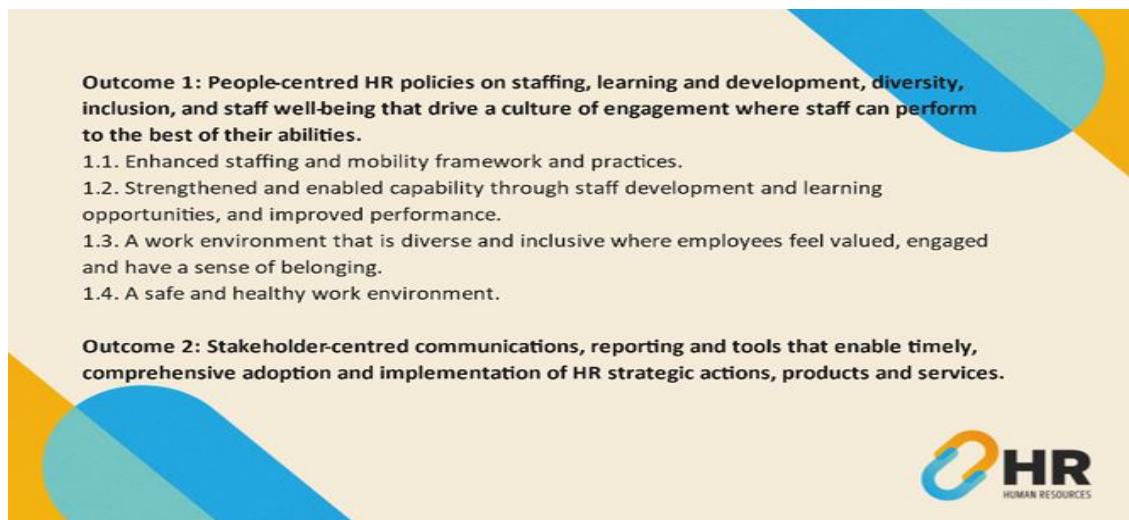 Outcome 1: People-centred HR policies on staffing, learning and development, diversity,
inclusion, and staff well-being that drive a culture of engagement where staff can perform
to the best of their abilities.
1.1. Enhanced staffing and mobility framework and practices.
1.2. Strengthened and enabled capability through staff development and learning
opportunities, and improved performance.
1.3. A work environment that is diverse and inclusive where employees feel valued, engaged
and have a sense of belonging.
1.4. A safe and healthy work environment.
Outcome 2: Stakeholder-centred communications, reporting and tools that enable timely,
comprehensive adoption and implementation of HR strategic actions, products and services.
HR
HUMAN RESOURCES